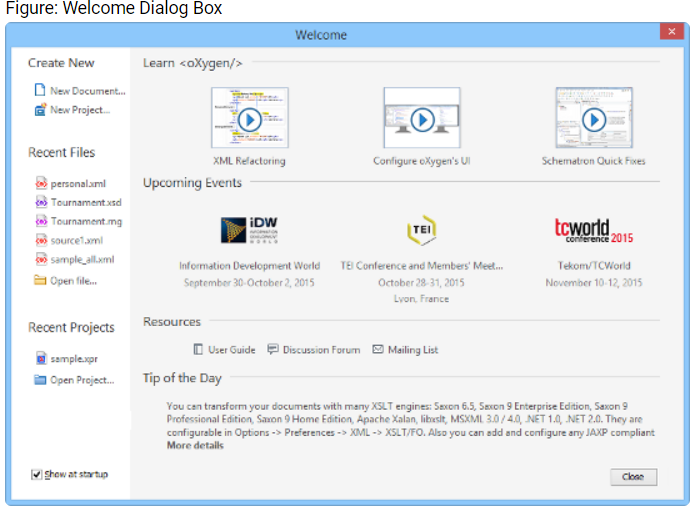 Figure: Welcome Dialog Box
Welcome
Create New
New Document...
New Project...
Recent Files
personal.xml
Tournament.xsd
Tournament.rng
source1.xml
sample_all.xml
Open file...
Recent Projects
sample.xpr
Open Project...
Show at startup
Learn <oXygen/>
XML Refactoring
Configure oXygen's UI
Schematron Quick Fixes
Upcoming Events
iDW
INFORMATION
DEVELOPMENT
WORLD
Information Development World
September 30-October 2, 2015
TEI
TEI Conference and Members' Meet...
October 28-31, 2015
Lyon, France
tcworld
conference 2015
Tekom/TCWorld
November 10-12, 2015
Resources
User Guide
Discussion Forum
Mailing List
Tip of the Day
You can transform your documents with many XSLT engines: Saxon 6.5, Saxon 9 Enterprise Edition, Saxon 9
Professional Edition, Saxon 9 Home Edition, Apache Xalan, libxslt, MSXML 3.0 / 4.0, .NET 1.0, .NET 2.0. They are
configurable in Options -> Preferences -> XML -> XSLT/FO. Also you can add and configure any JAXP compliant
More details
Close